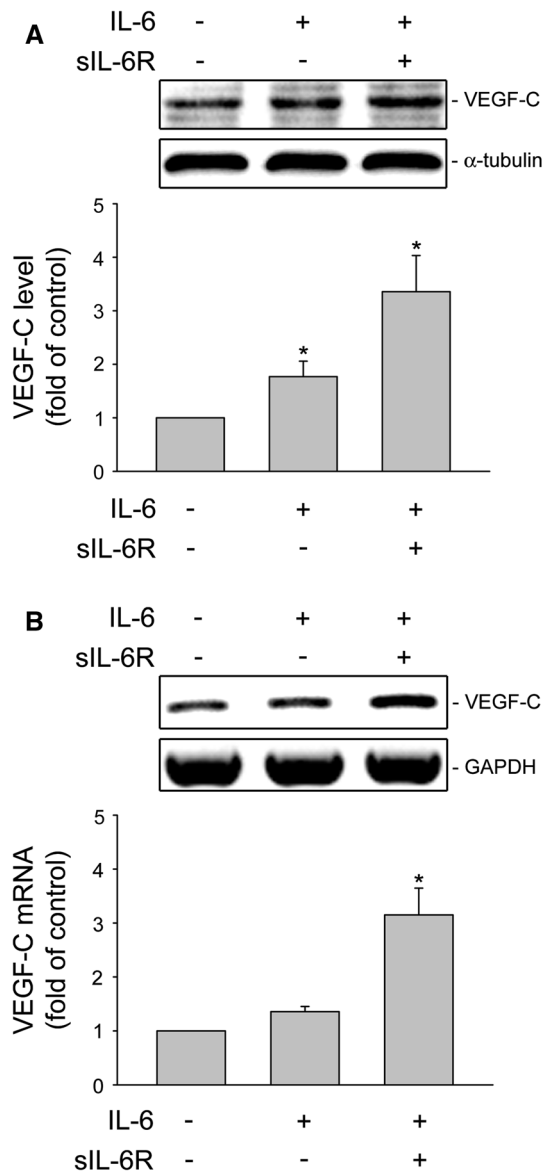 A
IL-6 - + +
sIL-6R - - +
- VEGF-C
- α-tubulin
VEGF-C level
(fold of control)
5
4
3
2
1
0
*
*
IL-6 - + +
sIL-6R - - +
B
IL-6 - + +
sIL-6R - - +
- VEGF-C
- GAPDH
VEGF-C mRNA
(fold of control)
5
4
3
2
1
0
*
IL-6 - + +
sIL-6R - - +